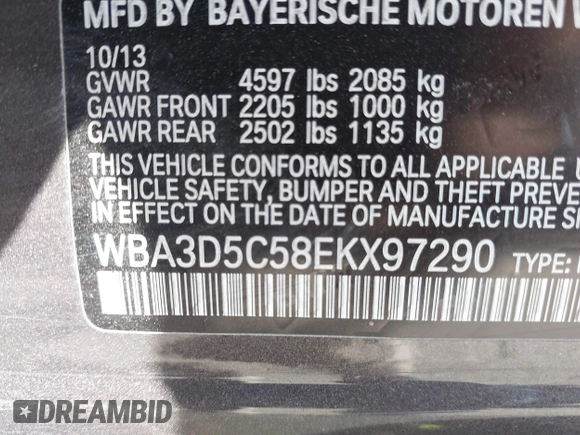 MFD BY BAYERISCHE MOTOREN
10/13
GVWR 4597 lbs 2085 kg
GAWR FRONT 2205 lbs 1000 kg
GAWR REAR 2502 lbs 1135 kg
THIS VEHICLE CONFORMS TO ALL APPLICABLE
VEHICLE SAFETY, BUMPER AND THEFT PREVE
IN EFFECT ON THE DATE OF MANUFACTURE S
WBA3D5C58EKX97290 TYPE:
DREAMBID